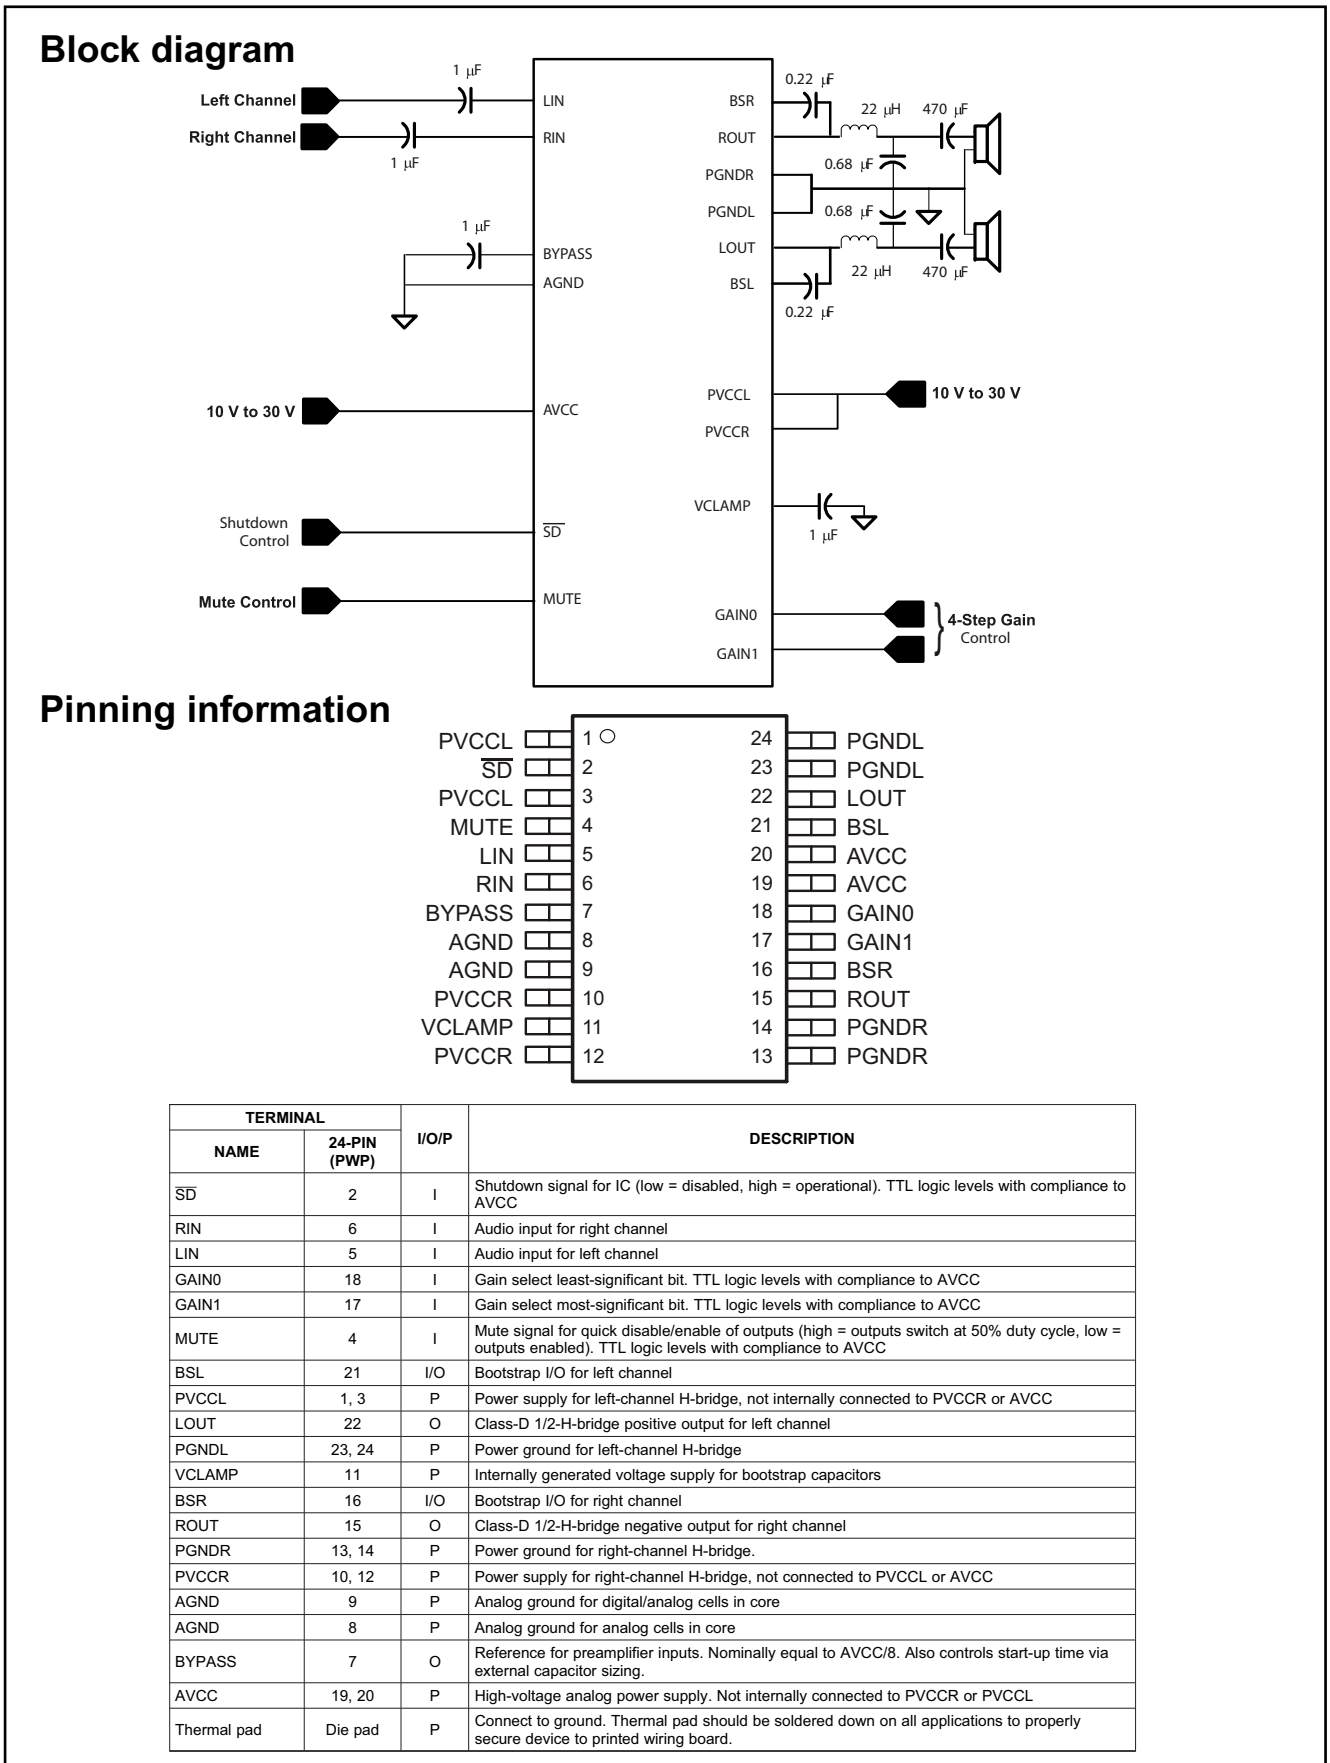 Block diagram
1 μF
Left Channel
LIN
Right Channel
RIN
1 μF
1 μF
BYPASS
AGND
10 V to 30 V
AVCC
Shutdown
Control
SD
Mute Control
MUTE
0.22 μF
BSR
22 μH
470 μF
ROUT
0.68 μF
PGNDR
PGNDL
0.68 μF
LOUT
22 μH
470 μF
BSL
0.22 μF
PVCCL
10 V to 30 V
PVCCR
VCLAMP
1 μF
GAIN0
4-Step Gain
Control
GAIN1
Pinning information
PVCCL 1 24 PGNDL
SD 2 23 PGNDL
PVCCL 3 22 LOUT
MUTE 4 21 BSL
LIN 5 20 AVCC
RIN 6 19 AVCC
BYPASS 7 18 GAIN0
AGND 8 17 GAIN1
AGND 9 16 BSR
PVCCR 10 15 ROUT
VCLAMP 11 14 PGNDR
PVCCR 12 13 PGNDR
TERMINAL
NAME
24-PIN
(PWP)
I/O/P
DESCRIPTION
SD 2 I Shutdown signal for IC (low = disabled, high = operational). TTL logic levels with compliance to
AVCC
RIN 6 I Audio input for right channel
LIN 5 I Audio input for left channel
GAIN0 18 I Gain select least-significant bit. TTL logic levels with compliance to AVCC
GAIN1 17 I Gain select most-significant bit. TTL logic levels with compliance to AVCC
MUTE 4 I Mute signal for quick disable/enable of outputs (high = outputs switch at 50% duty cycle, low =
outputs enabled). TTL logic levels with compliance to AVCC
BSL 21 I/O Bootstrap I/O for left channel
PVCCL 1, 3 P Power supply for left-channel H-bridge, not internally connected to PVCCR or AVCC
LOUT 22 O Class-D 1/2-H-bridge positive output for left channel
PGNDL 23, 24 P Power ground for left-channel H-bridge
VCLAMP 11 P Internally generated voltage supply for bootstrap capacitors
BSR 16 I/O Bootstrap I/O for right channel
ROUT 15 O Class-D 1/2-H-bridge negative output for right channel
PGNDR 13, 14 P Power ground for right-channel H-bridge.
PVCCR 10, 12 P Power supply for right-channel H-bridge, not connected to PVCCL or AVCC
AGND 9 P Analog ground for digital/analog cells in core
AGND 8 P Analog ground for analog cells in core
BYPASS 7 O Reference for preamplifier inputs. Nominally equal to AVCC/8. Also controls start-up time via
external capacitor sizing.
AVCC 19, 20 P High-voltage analog power supply. Not internally connected to PVCCR or PVCCL
Thermal pad Die pad P Connect to ground. Thermal pad should be soldered down on all applications to properly
secure device to printed wiring board.